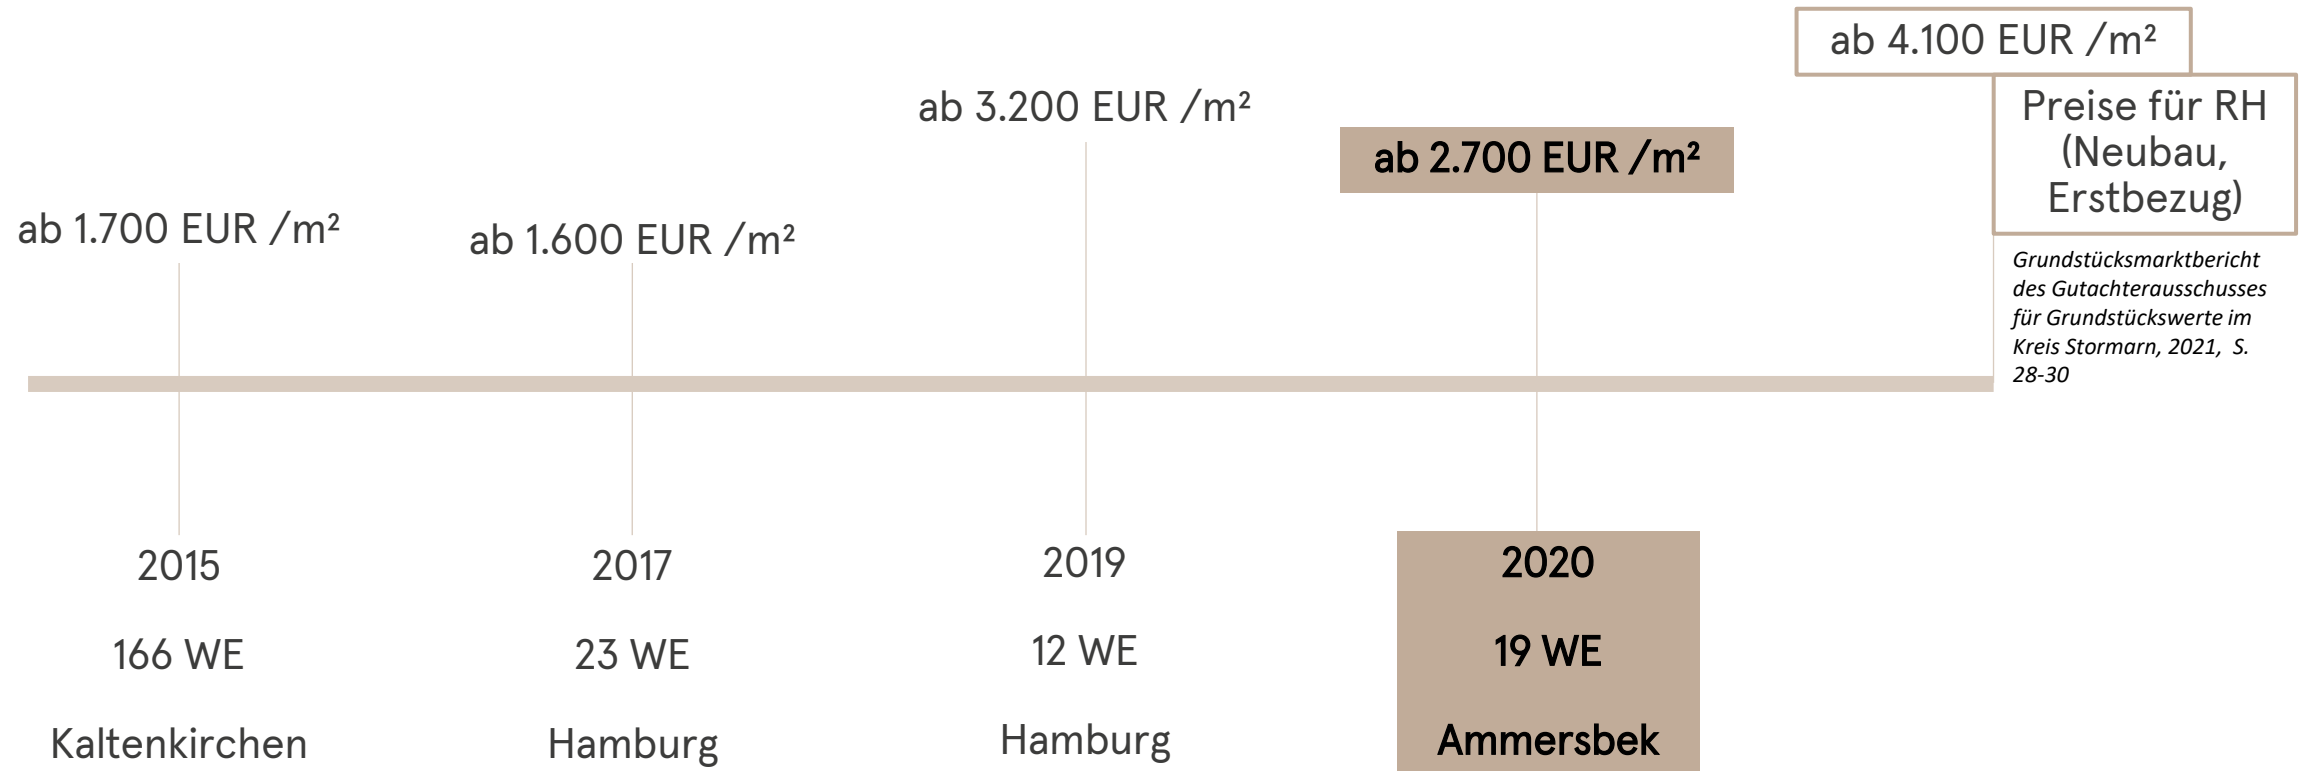 ab 4.100 EUR /m²
Preise für RH
(Neubau,
Erstbezug)
Grundstücksmarktbericht
des Gutachterausschusses
für Grundstückswerte im
Kreis Stormarn, 2021, S.
28-30
ab 3.200 EUR /m²
ab 2.700 EUR /m²
ab 1.700 EUR /m²
ab 1.600 EUR /m²
2015
166 WE
Kaltenkirchen
2017
23 WE
Hamburg
2019
12 WE
Hamburg
2020
19 WE
Ammersbek